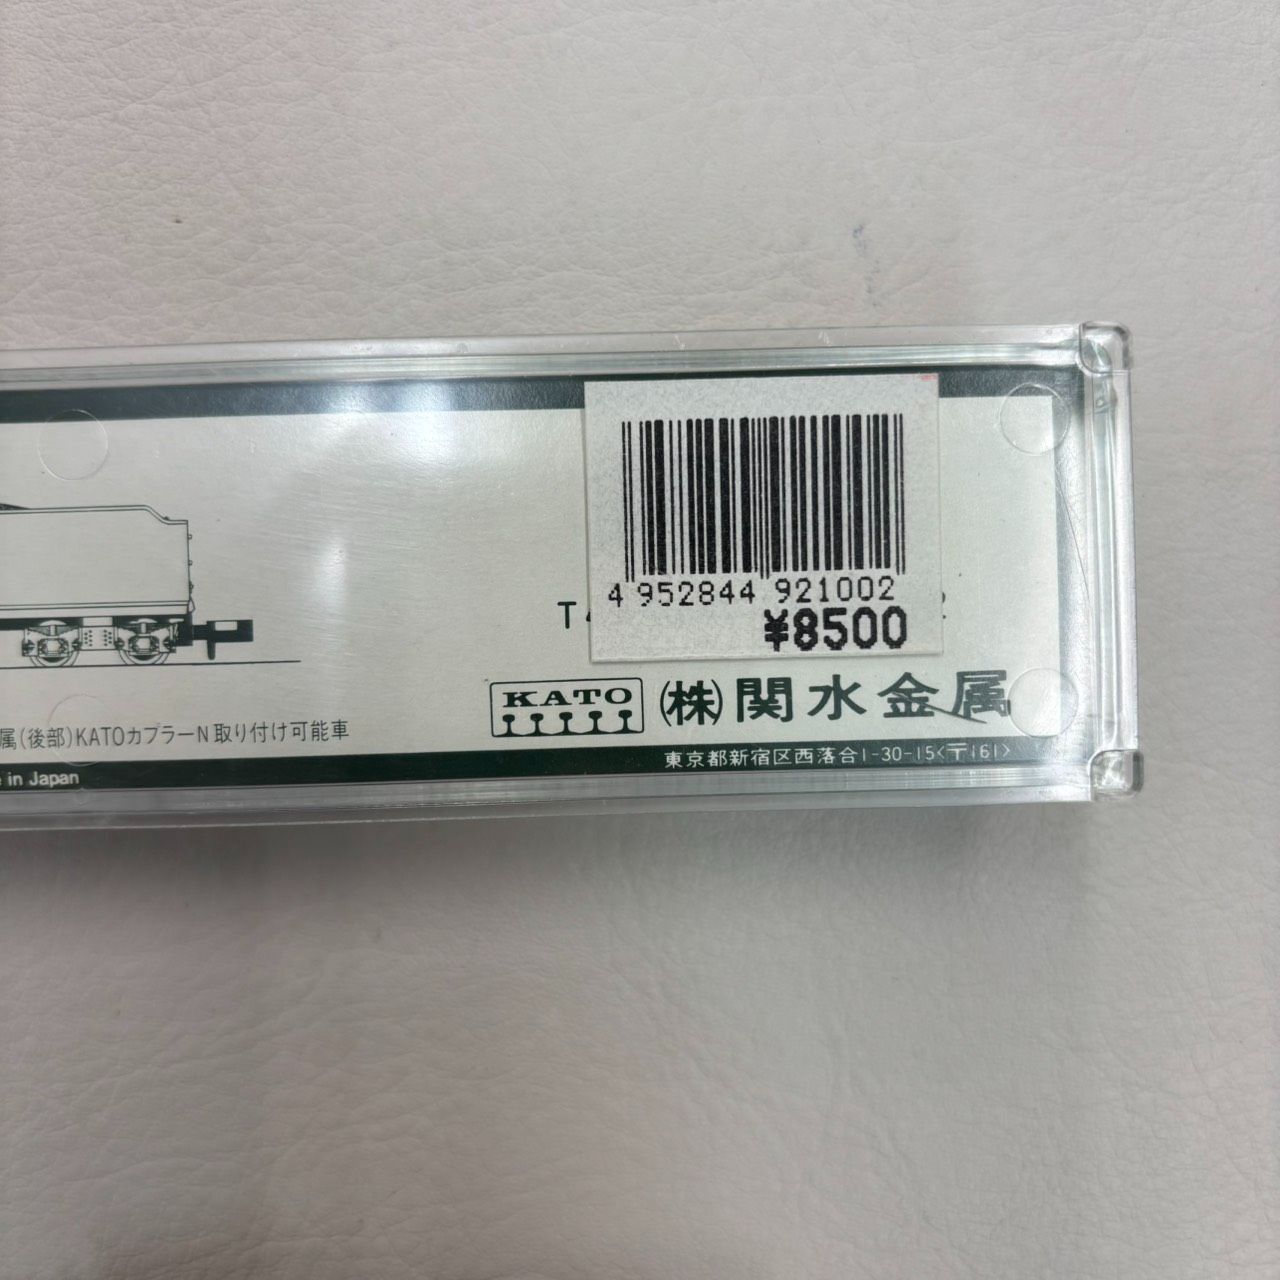 4 952844 921002
¥8500
KATO (株)関水金属
属(後部)KATOカプラーN取り付け可能車
東京都新宿区西落合1-30-15<〒161>
in Japan